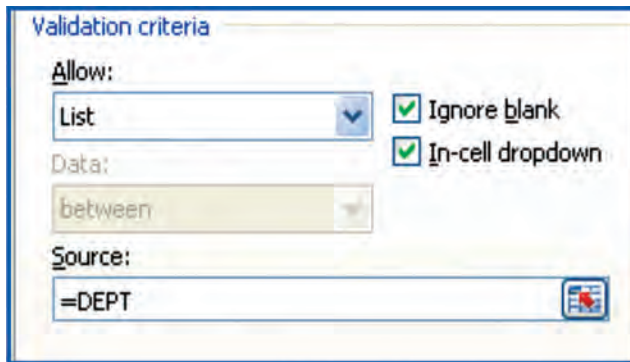 Validation criteria
Allow:
List
Ignore blank
In-cell dropdown
Data:
between
Source:
=DEPT